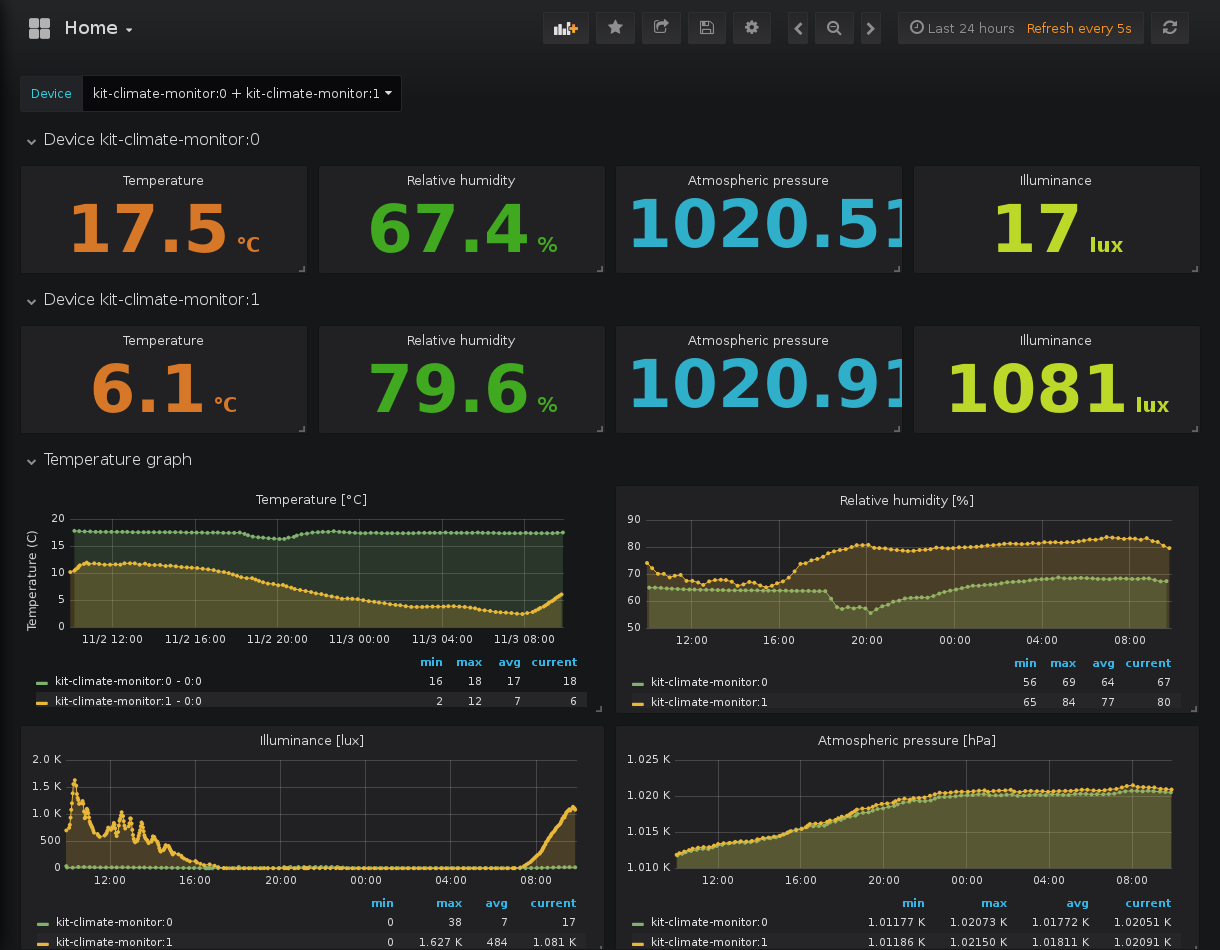 Home
Last 24 hours Refresh every 5s
Device kit-climate-monitor:0 + kit-climate-monitor:1
Device kit-climate-monitor:0
Temperature Relative humidity Atmospheric pressure Illuminance
17.5 °C 67.4 % 1020.51 17 lux
Device kit-climate-monitor:1
Temperature Relative humidity Atmospheric pressure Illuminance
6.1 °C 79.6 % 1020.91 1081 lux
Temperature graph
Temperature [°C]
Temperature (C)
20
15
10
5
0
11/2 12:00 11/2 16:00 11/2 20:00 11/3 00:00 11/3 04:00 11/3 08:00
min max avg current
kit-climate-monitor:0 - 0:0 16 18 17 18
kit-climate-monitor:1 - 0:0 2 12 7 6
Relative humidity [%]
90
80
70
60
50
12:00 16:00 20:00 00:00 04:00 08:00
min max avg current
kit-climate-monitor:0 56 69 64 67
kit-climate-monitor:1 65 84 77 80
Illuminance [lux]
2.0 K
1.5 K
1.0 K
500
0
12:00 16:00 20:00 00:00 04:00 08:00
min max avg current
kit-climate-monitor:0 0 38 7 17
kit-climate-monitor:1 0 1.627 K 484 1.081 K
Atmospheric pressure [hPa]
1.025 K
1.020 K
1.015 K
1.010 K
12:00 16:00 20:00 00:00 04:00 08:00
min max avg current
kit-climate-monitor:0 1.01177 K 1.02073 K 1.01772 K 1.02051 K
kit-climate-monitor:1 1.01186 K 1.02150 K 1.01811 K 1.02091 K